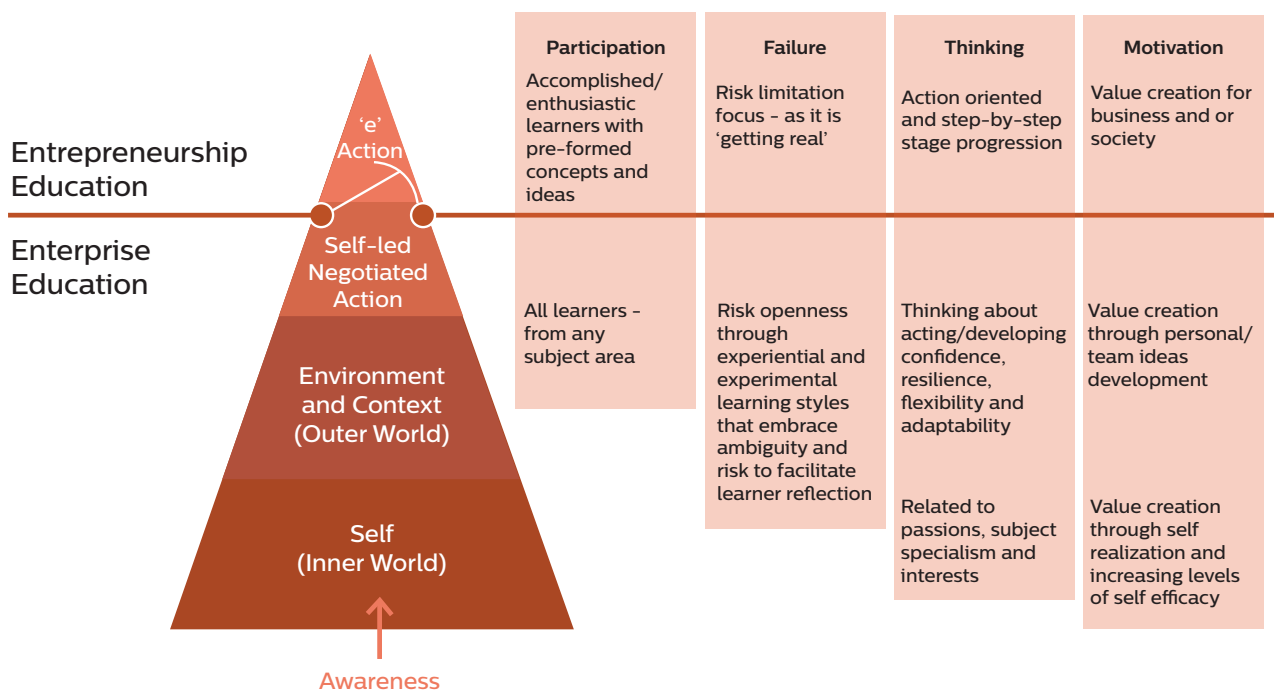 Entrepreneurship
Education
Enterprise
Education
‘e’
Action
Self-led
Negotiated
Action
Environment
and Context
(Outer World)
Self
(Inner World)
Awareness
Participation
Accomplished/
enthusiastic
learners with
pre-formed
concepts and
ideas
All learners -
from any
subject area
Failure
Risk limitation
focus - as it is
‘getting real’
Risk openness
through
experiential and
experimental
learning styles
that embrace
ambiguity and
risk to facilitate
learner reflection
Thinking
Action oriented
and step-by-step
stage progression
Thinking about
acting/developing
confidence,
resilience,
flexibility and
adaptability
Related to
passions, subject
specialism and
interests
Motivation
Value creation for
business and or
society
Value creation
through personal/
team ideas
development
Value creation
through self
realization and
increasing levels
of self efficacy